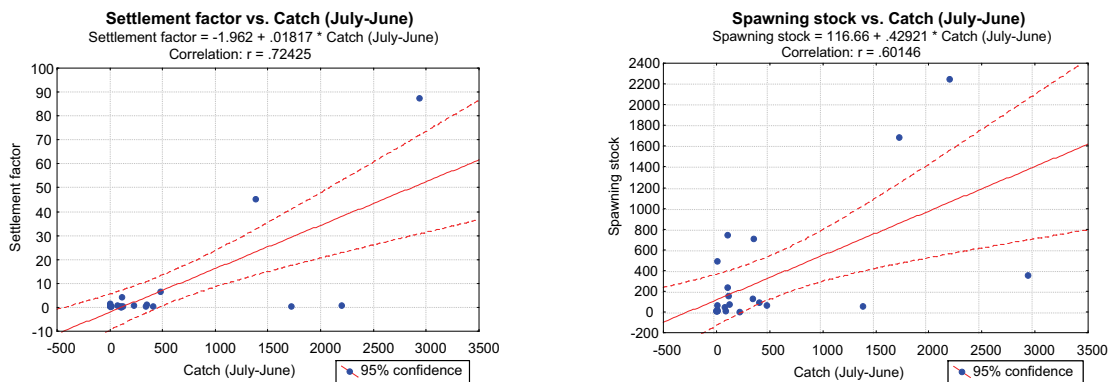 Settlement factor vs. Catch (July-June)
Settlement factor = -1.962 + .01817 * Catch (July-June)
Correlation: r = .72425
100
90
80
70
60
50
40
30
20
10
0
-10
Settlement factor
-500 0 500 1000 1500 2000 2500 3000 3500
Catch (July-June)
95% confidence
Spawning stock vs. Catch (July-June)
Spawning stock = 116.66 + .42921 * Catch (July-June)
Correlation: r = .60146
2400
2200
2000
1800
1600
1400
1200
1000
800
600
400
200
0
-200
Spawning stock
-500 0 500 1000 1500 2000 2500 3000 3500
Catch (July-June)
95% confidence